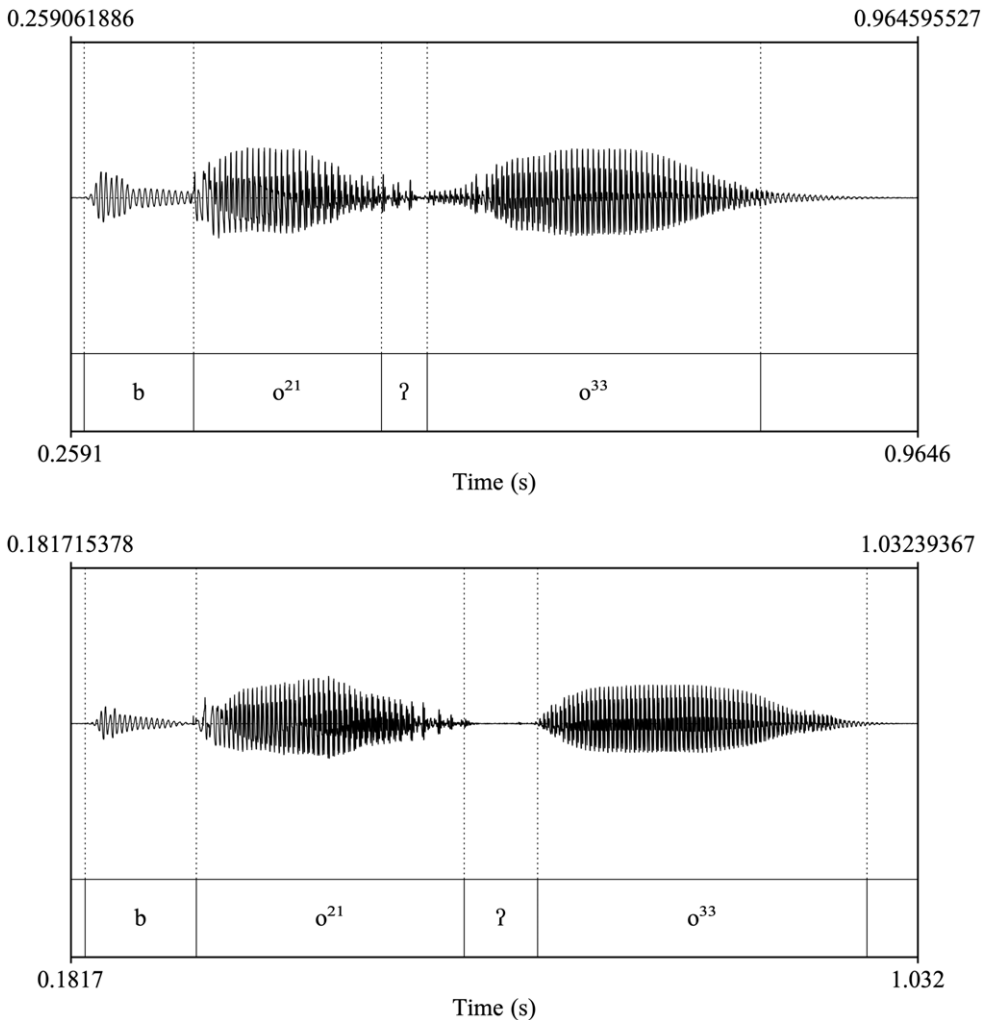 0.259061886 0.964595527
b o²¹ ʔ o³³
0.2591 0.9646
Time (s)
0.181715378 1.03239367
b o²¹ ʔ o³³
0.1817 1.032
Time (s)